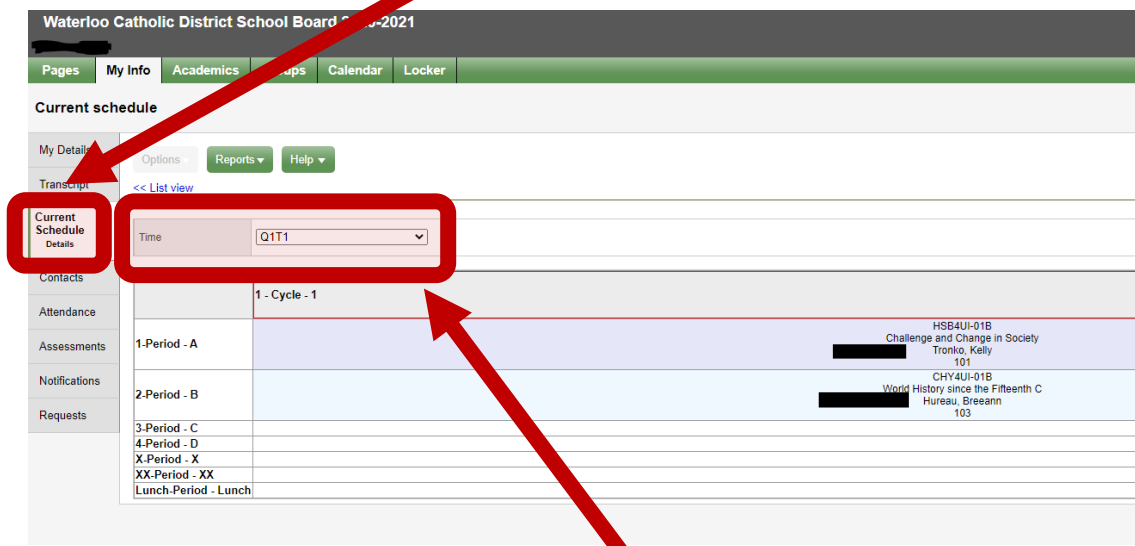 Waterloo Catholic District School Board 2020-2021
Pages My Info Academics Calendar Locker
Current schedule
My Details
Options Reports Help
Transcript
<< List view
Current
Schedule
Details
Time Q1T1
Contacts
1 - Cycle - 1
Attendance
Assessments
Notifications
Requests
1-Period - A
HSB4UI-01B
Challenge and Change in Society
Tronko, Kelly
101
2-Period - B
CHY4UI-01B
World History since the Fifteenth C
Hureau, Breeann
103
3-Period - C
4-Period - D
X-Period - X
XX-Period - XX
Lunch-Period - Lunch